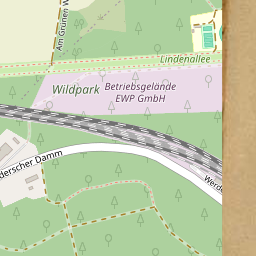 Am Grünen W
Lindenallee
Wildpark
Betriebsgelände
EWP GmbH
derscher Damm
Werde